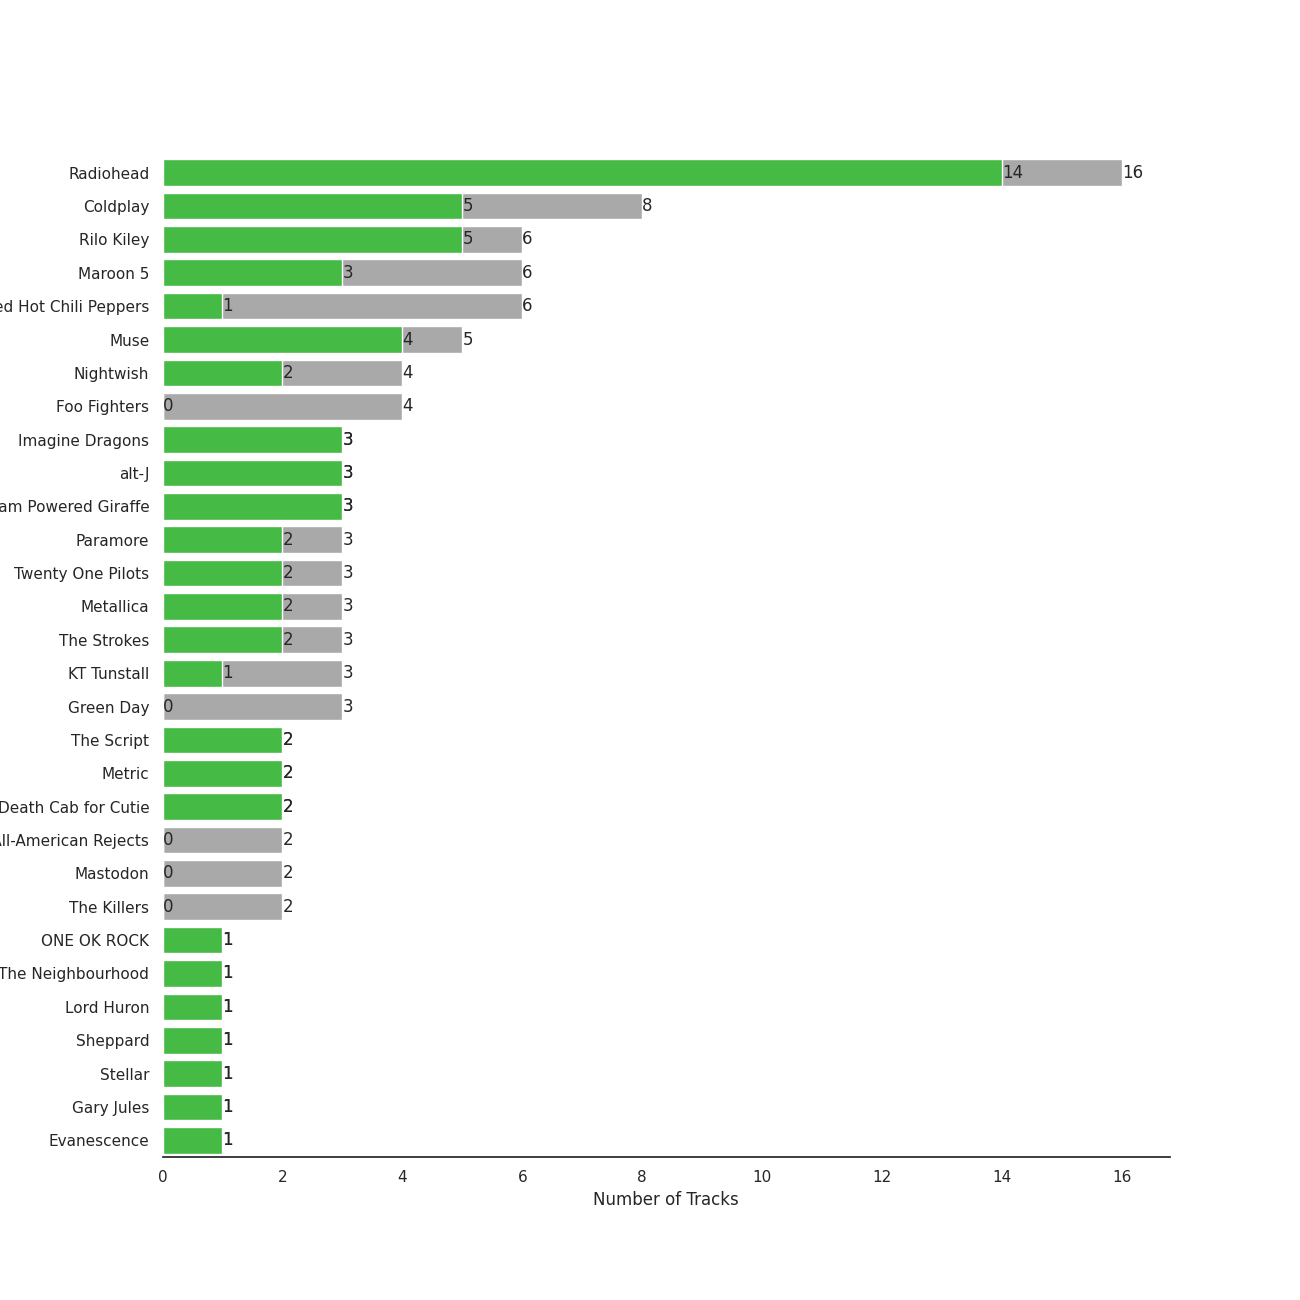 Radiohead 14 16
Coldplay 5 8
Rilo Kiley 5 6
Maroon 5 3 6
ed Hot Chili Peppers 1 6
Muse 4 5
Nightwish 2 4
Foo Fighters 0 4
Imagine Dragons 3
alt-J 3
am Powered Giraffe 3
Paramore 2 3
Twenty One Pilots 2 3
Metallica 2 3
The Strokes 2 3
KT Tunstall 1 3
Green Day 0 3
The Script 2
Metric 2
Death Cab for Cutie 2
ll-American Rejects 0 2
Mastodon 0 2
The Killers 0 2
ONE OK ROCK 1
The Neighbourhood 1
Lord Huron 1
Sheppard 1
Stellar 1
Gary Jules 1
Evanescence 1
0 2 4 6 8 10 12 14 16
Number of Tracks